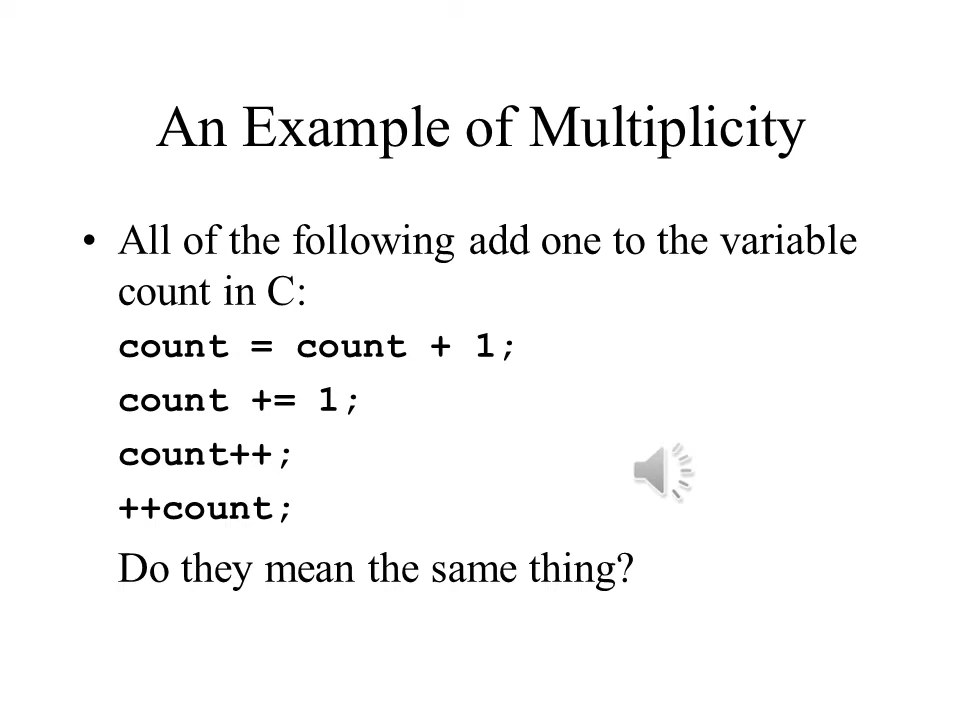 An Example of Multiplicity
• All of the following add one to the variable
count in C:
count = count + 1;
count += 1;
count++;
++count;
Do they mean the same thing?